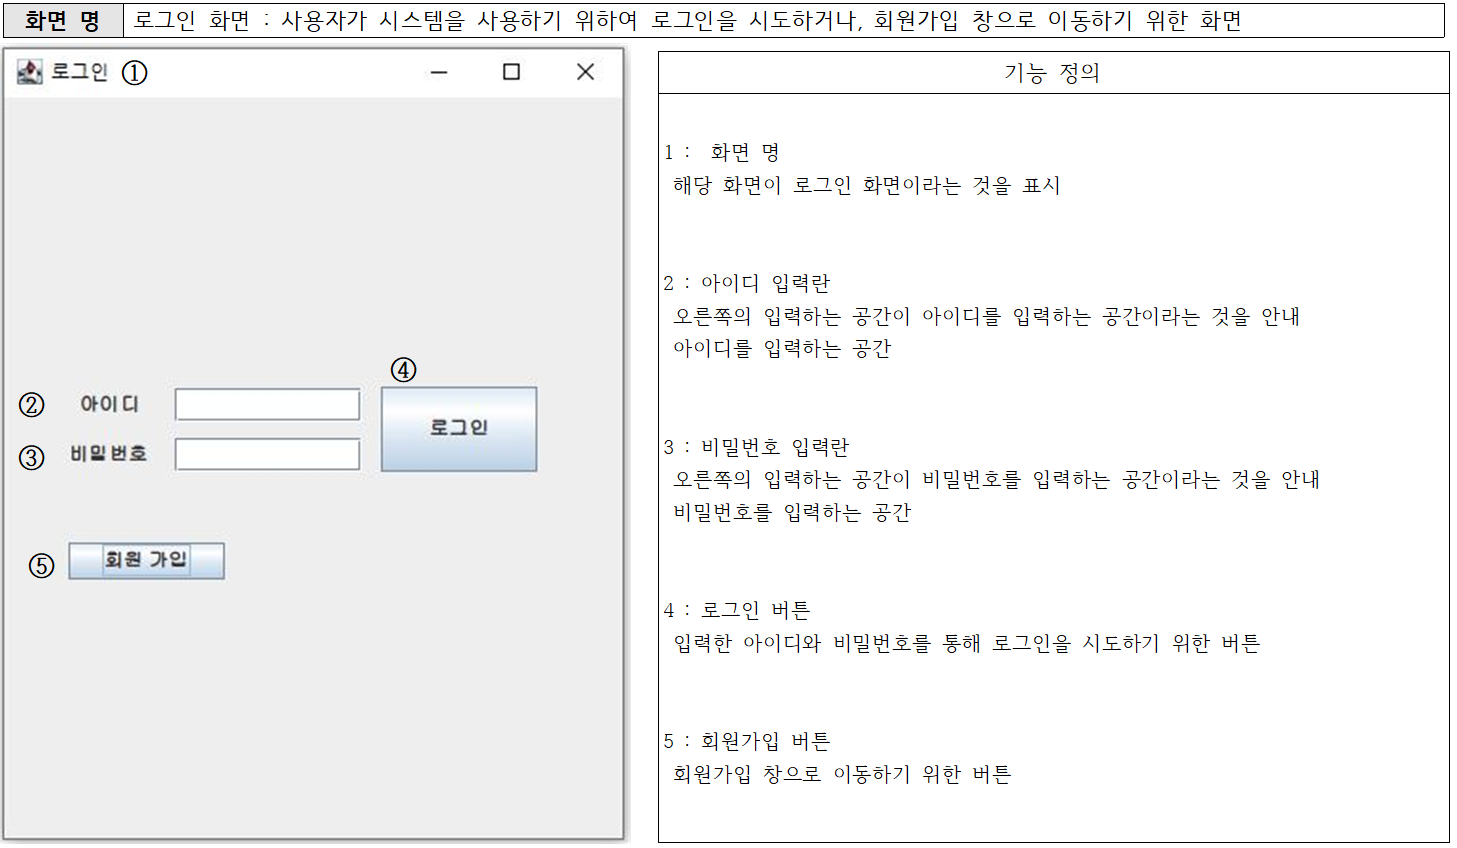 화면 명
로그인 화면 : 사용자가 시스템을 사용하기 위하여 로그인을 시도하거나, 회원가입 창으로 이동하기 위한 화면
로그인 ①
④
② 아이디
로그인
③ 비밀번호
⑤ 회원 가입
기능 정의
1 : 화면 명
해당 화면이 로그인 화면이라는 것을 표시
2 : 아이디 입력란
오른쪽의 입력하는 공간이 아이디를 입력하는 공간이라는 것을 안내
아이디를 입력하는 공간
3 : 비밀번호 입력란
오른쪽의 입력하는 공간이 비밀번호를 입력하는 공간이라는 것을 안내
비밀번호를 입력하는 공간
4 : 로그인 버튼
입력한 아이디와 비밀번호를 통해 로그인을 시도하기 위한 버튼
5 : 회원가입 버튼
회원가입 창으로 이동하기 위한 버튼